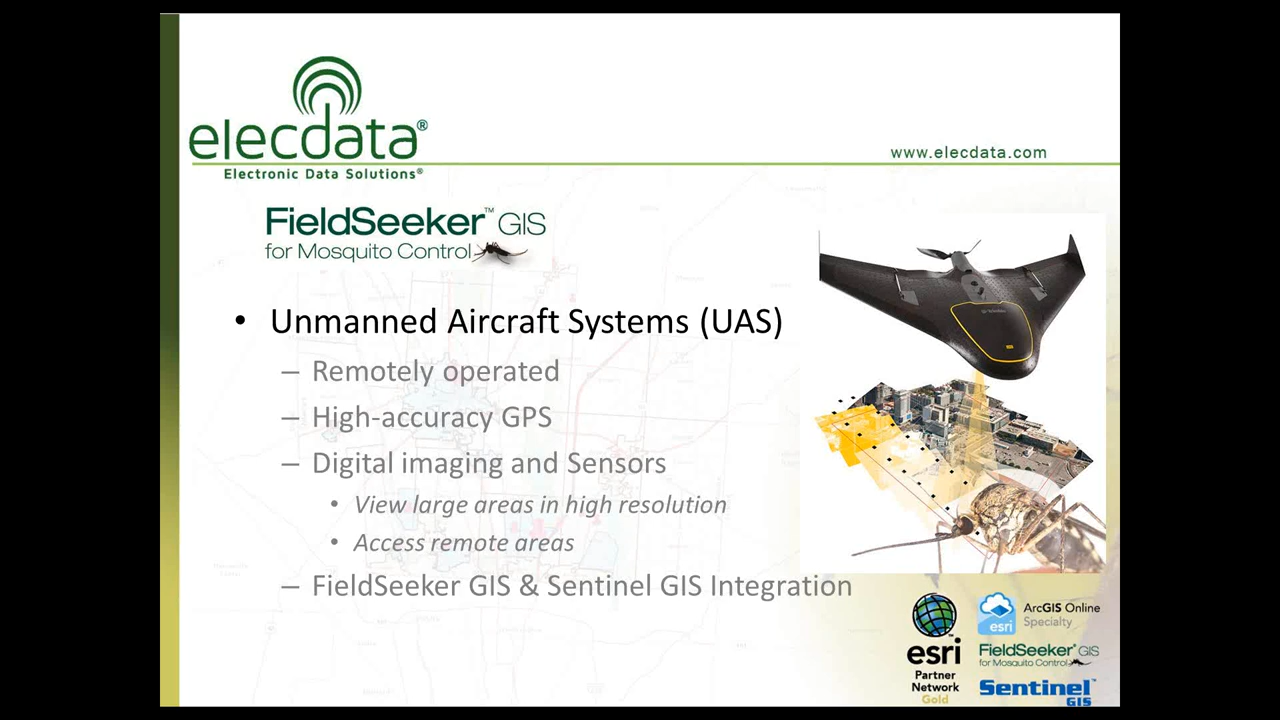 elecdata®
Electronic Data Solutions®
www.elecdata.com
FieldSeeker™ GIS
for Mosquito Control
• Unmanned Aircraft Systems (UAS)
– Remotely operated
– High-accuracy GPS
– Digital imaging and Sensors
• View large areas in high resolution
• Access remote areas
– FieldSeeker GIS & Sentinel GIS Integration
esri
Partner
Network
Gold
esri
ArcGIS Online
Specialty
FieldSeeker® GIS
for Mosquito Control
Sentinel™
GIS